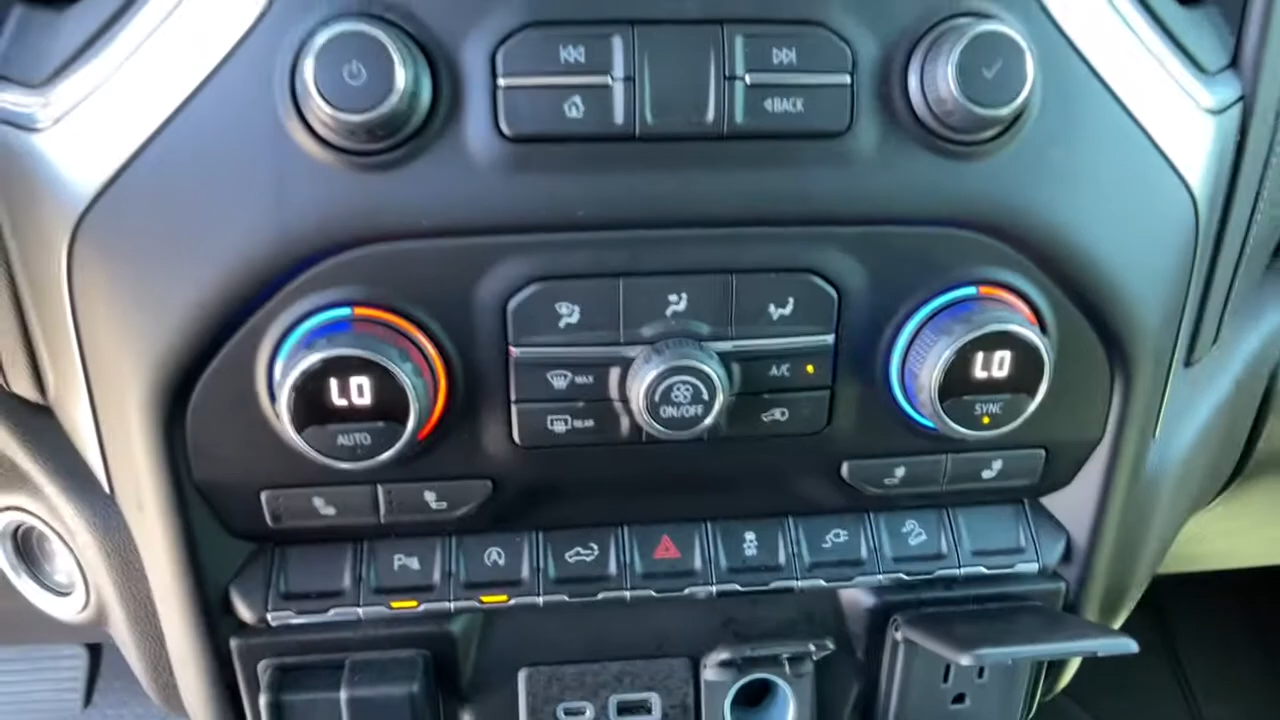 BACK
LO
AUTO
MAX
REAR
ON/OFF
A/C
LO
SYNC
P
A